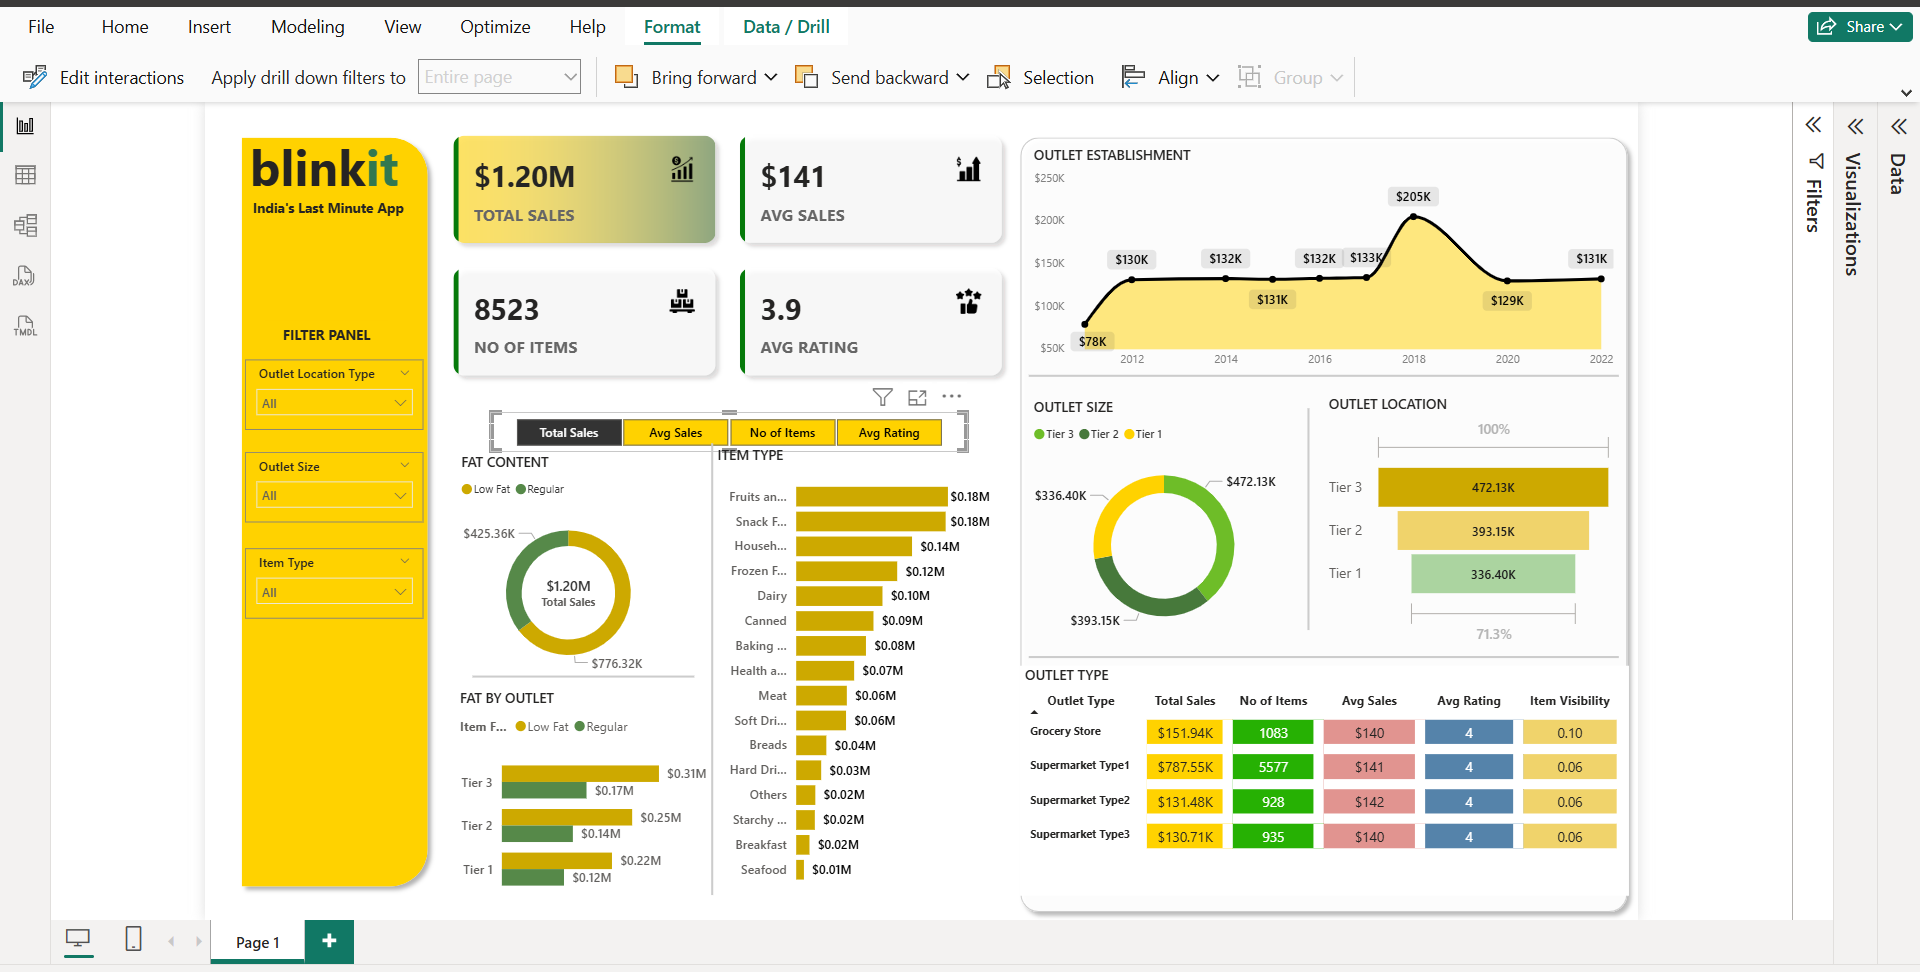 File Home Insert Modeling View Optimize Help Format Data / Drill Share
Edit interactions Apply drill down filters to Entire page Bring forward Send backward Selection Align Group
DAX
TMDL
blinkit
India's Last Minute App
FILTER PANEL
Outlet Location Type
All
Outlet Size
All
Item Type
All
$1.20M
TOTAL SALES
$141
AVG SALES
8523
NO OF ITEMS
3.9
AVG RATING
Total Sales Avg Sales No of Items Avg Rating
FAT CONTENT
Low Fat Regular
$425.36K
$1.20M
Total Sales
$776.32K
FAT BY OUTLET
Item F... Low Fat Regular
Tier 3 $0.31M
$0.17M
Tier 2 $0.25M
$0.14M
Tier 1 $0.22M
$0.12M
ITEM TYPE
Fruits an... $0.18M
Snack F... $0.18M
Househ... $0.14M
Frozen F... $0.12M
Dairy $0.10M
Canned $0.09M
Baking ... $0.08M
Health a... $0.07M
Meat $0.06M
Soft Dri... $0.06M
Breads $0.04M
Hard Dri... $0.03M
Others $0.02M
Starchy ... $0.02M
Breakfast $0.02M
Seafood $0.01M
OUTLET ESTABLISHMENT
$250K
$200K
$150K
$100K
$50K
$78K $130K $132K $131K $132K $133K $205K $129K $131K
2012 2014 2016 2018 2020 2022
OUTLET SIZE
Tier 3 Tier 2 Tier 1
$336.40K $472.13K
$393.15K
OUTLET LOCATION
100%
Tier 3 472.13K
Tier 2 393.15K
Tier 1 336.40K
71.3%
OUTLET TYPE
Outlet Type Total Sales No of Items Avg Sales Avg Rating Item Visibility
Grocery Store $151.94K 1083 $140 4 0.10
Supermarket Type1 $787.55K 5577 $141 4 0.06
Supermarket Type2 $131.48K 928 $142 4 0.06
Supermarket Type3 $130.71K 935 $140 4 0.06
Filters
Visualizations
Data
Page 1